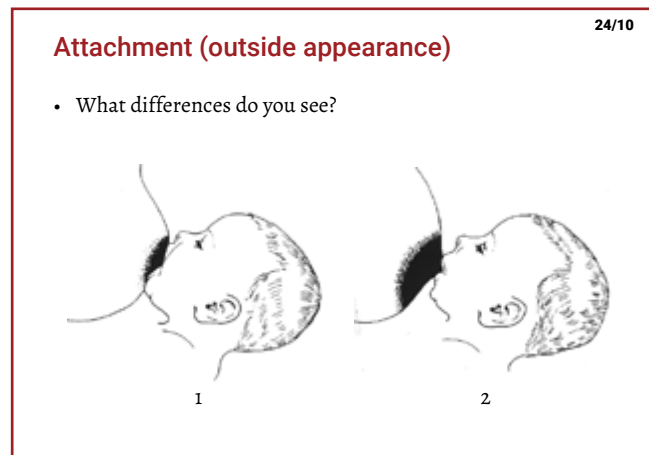 24/10
Attachment (outside appearance)
• What differences do you see?
1 2